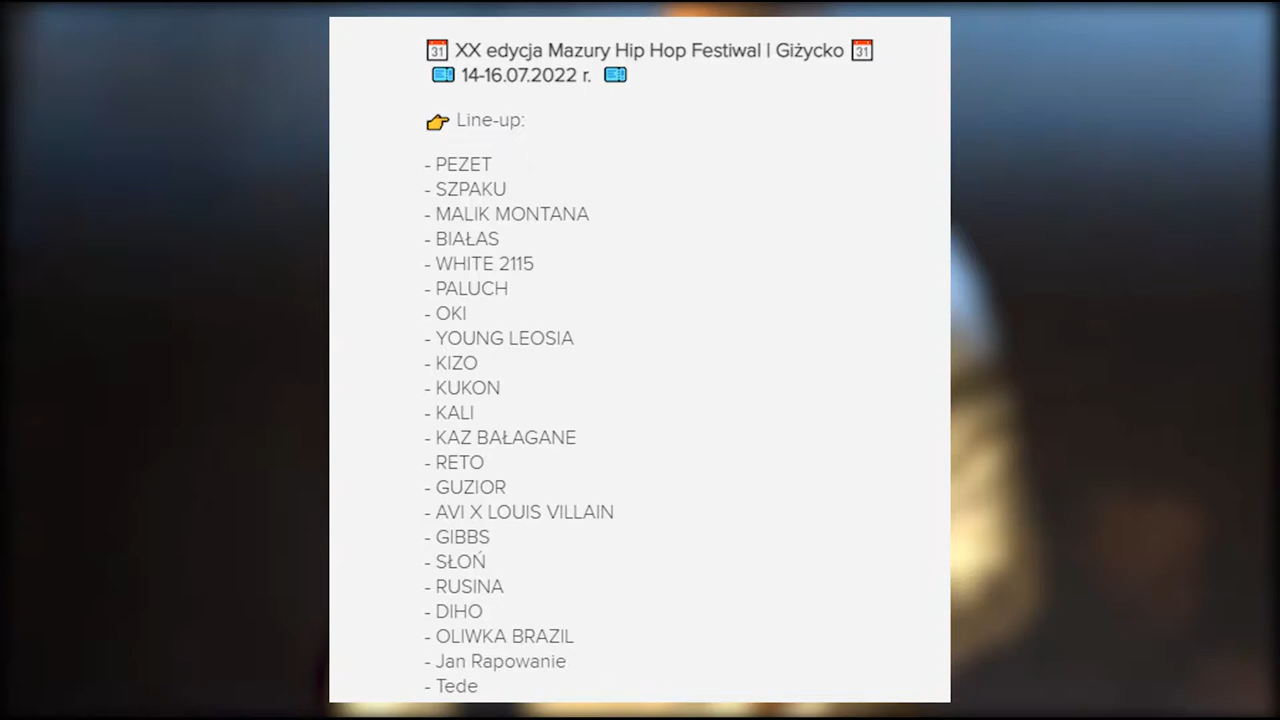 XX edycja Mazury Hip Hop Festiwal | Giżycko
14-16.07.2022 r.
Line-up:
- PEZET
- SZPAKU
- MALIK MONTANA
- BIAŁAS
- WHITE 2115
- PALUCH
- OKI
- YOUNG LEOSIA
- KIZO
- KUKON
- KALI
- KAZ BAŁAGANE
- RETO
- GUZIOR
- AVI X LOUIS VILLAIN
- GIBBS
- SŁOŃ
- RUSINA
- DIHO
- OLIWKA BRAZIL
- Jan Rapowanie
- Tede